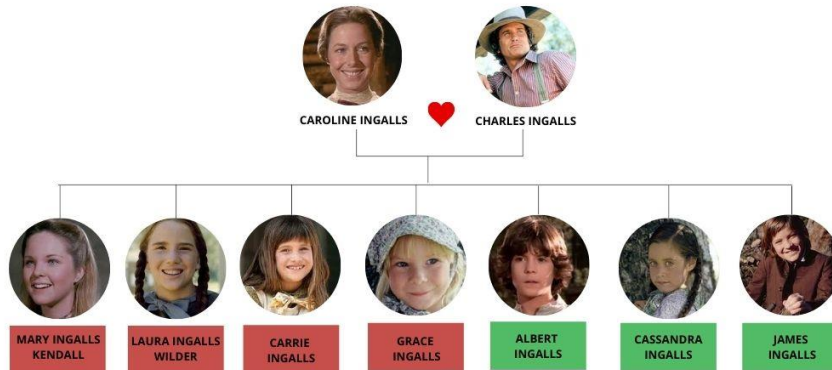 CAROLINE INGALLS
CHARLES INGALLS
MARY INGALLS
KENDALL
LAURA INGALLS
WILDER
CARRIE
INGALLS
GRACE
INGALLS
ALBERT
INGALLS
CASSANDRA
INGALLS
JAMES
INGALLS